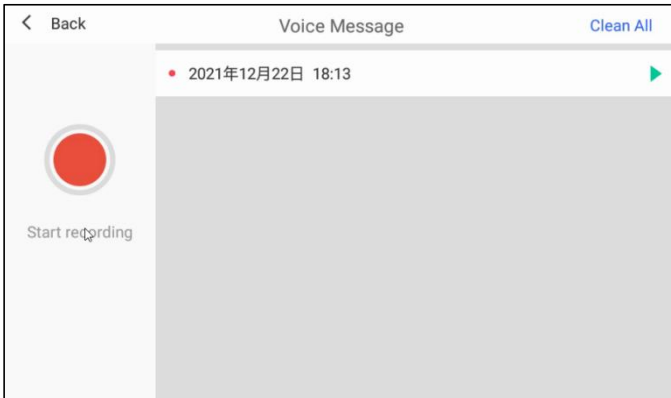 Back
Voice Message
Clean All
2021年12月22日 18:13
Start recording